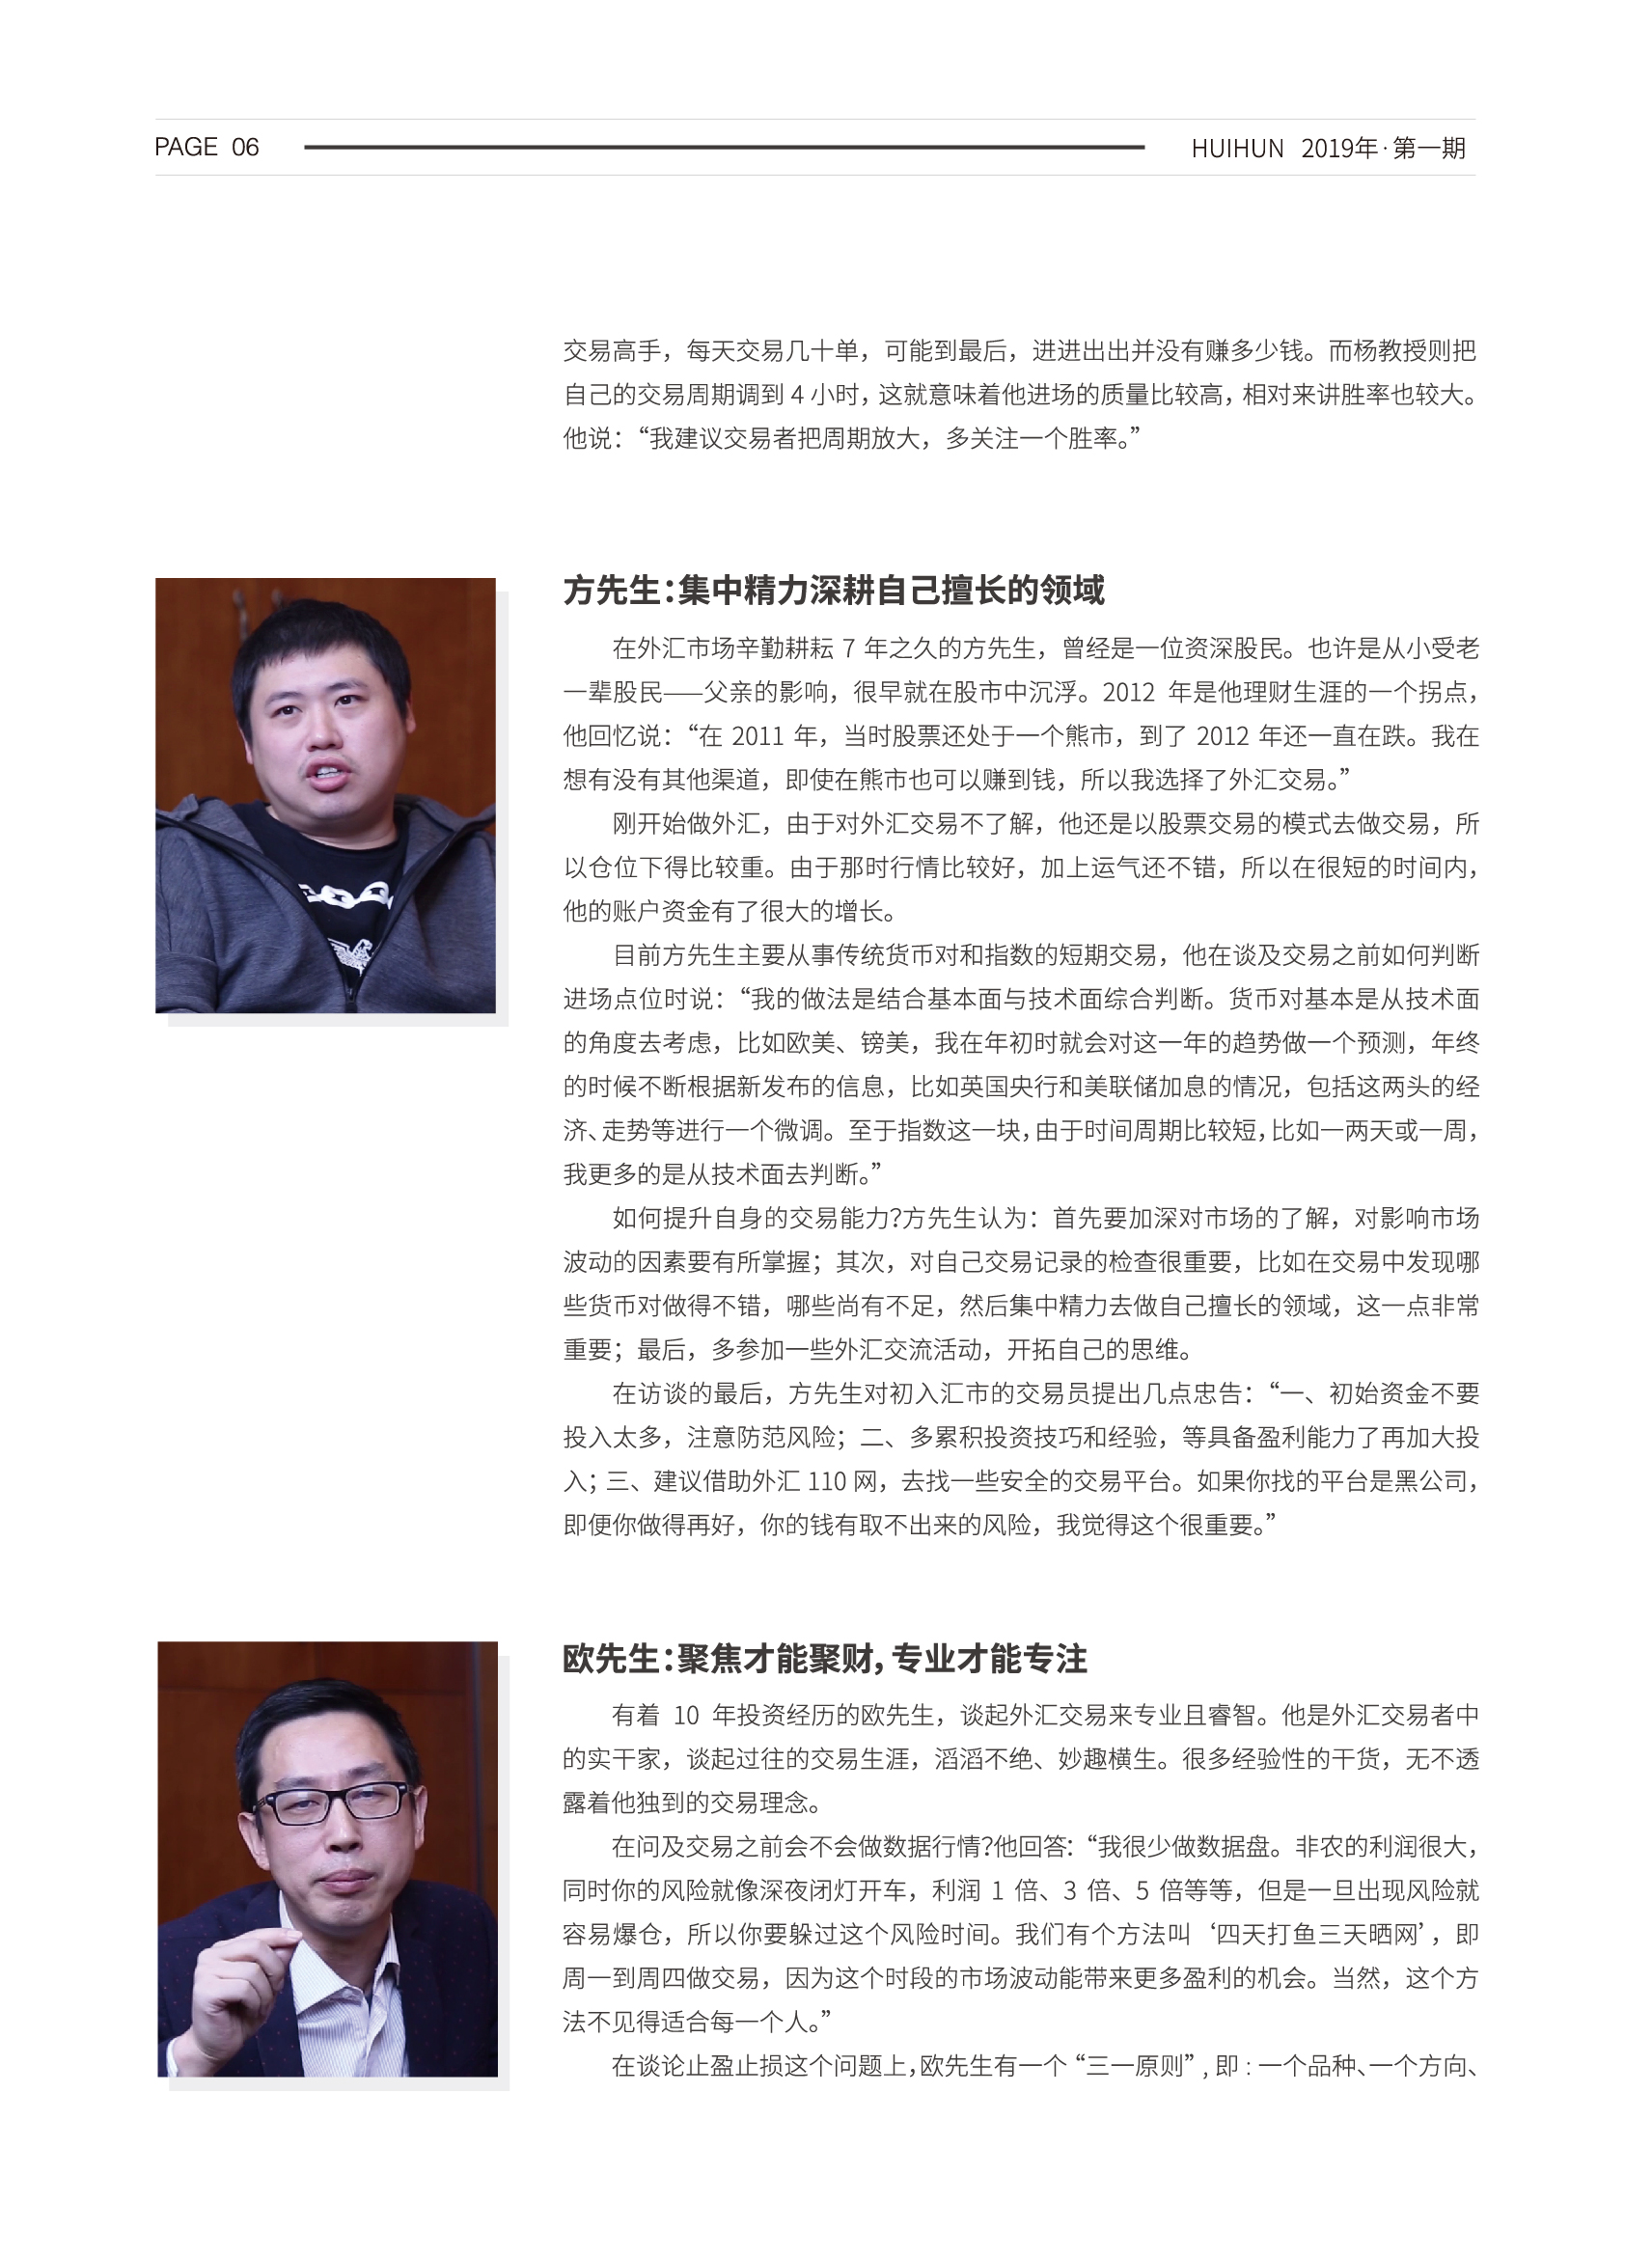 PAGE 06
HUIHUN 2019年·第一期
交易高手，每天交易几十单，可能到最后，进进出出并没有赚多少钱。而杨教授则把
自己的交易周期调到 4 小时，这就意味着他进场的质量比较高，相对来讲胜率也较大。
他说：“我建议交易者把周期放大，多关注一个胜率。”
方先生：集中精力深耕自己擅长的领域
在外汇市场辛勤耕耘 7 年之久的方先生，曾经是一位资深股民。也许是从小受老
一辈股民——父亲的影响，很早就在股市中沉浮。2012 年是他理财生涯的一个拐点，
他回忆说：“在 2011 年，当时股票还处于一个熊市，到了 2012 年还一直在跌。我在
想有没有其他渠道，即使在熊市也可以赚到钱，所以我选择了外汇交易。”
刚开始做外汇，由于对外汇交易不了解，他还是以股票交易的模式去做交易，所
以仓位下得比较重。由于那时行情比较好，加上运气还不错，所以在很短的时间内，
他的账户资金有了很大的增长。
目前方先生主要从事传统货币对和指数的短期交易，他在谈及交易之前如何判断
进场点位时说：“我的做法是结合基本面与技术面综合判断。货币对基本是从技术面
的角度去考虑，比如欧美、镑美，我在年初时就会对这一年的趋势做一个预测，年终
的时候不断根据新发布的信息，比如英国央行和美联储加息的情况，包括这两头的经
济、走势等进行一个微调。至于指数这一块，由于时间周期比较短，比如一两天或一周，
我更多的是从技术面去判断。”
如何提升自身的交易能力？方先生认为：首先要加深对市场的了解，对影响市场
波动的因素要有所掌握；其次，对自己交易记录的检查很重要，比如在交易中发现哪
些货币对做得不错，哪些尚有不足，然后集中精力去做自己擅长的领域，这一点非常
重要；最后，多参加一些外汇交流活动，开拓自己的思维。
在访谈的最后，方先生对初入汇市的交易员提出几点忠告：“一、初始资金不要
投入太多，注意防范风险；二、多累积投资技巧和经验，等具备盈利能力了再加大投
入；三、建议借助外汇 110 网，去找一些安全的交易平台。如果你找的平台是黑公司，
即便你做得再好，你的钱有取不出来的风险，我觉得这个很重要。”
欧先生：聚焦才能聚财，专业才能专注
有着 10 年投资经历的欧先生，谈起外汇交易来专业且睿智。他是外汇交易者中
的实干家，谈起过往的交易生涯，滔滔不绝、妙趣横生。很多经验性的干货，无不透
露着他独到的交易理念。
在问及交易之前会不会做数据行情？他回答：“我很少做数据盘。非农的利润很大，
同时你的风险就像深夜闭灯开车，利润 1 倍、3 倍、5 倍等等，但是一旦出现风险就
容易爆仓，所以你要躲过这个风险时间。我们有个方法叫‘四天打鱼三天晒网’，即
周一到周四做交易，因为这个时段的市场波动能带来更多盈利的机会。当然，这个方
法不见得适合每一个人。”
在谈论止盈止损这个问题上，欧先生有一个“三一原则”，即：一个品种、一个方向、